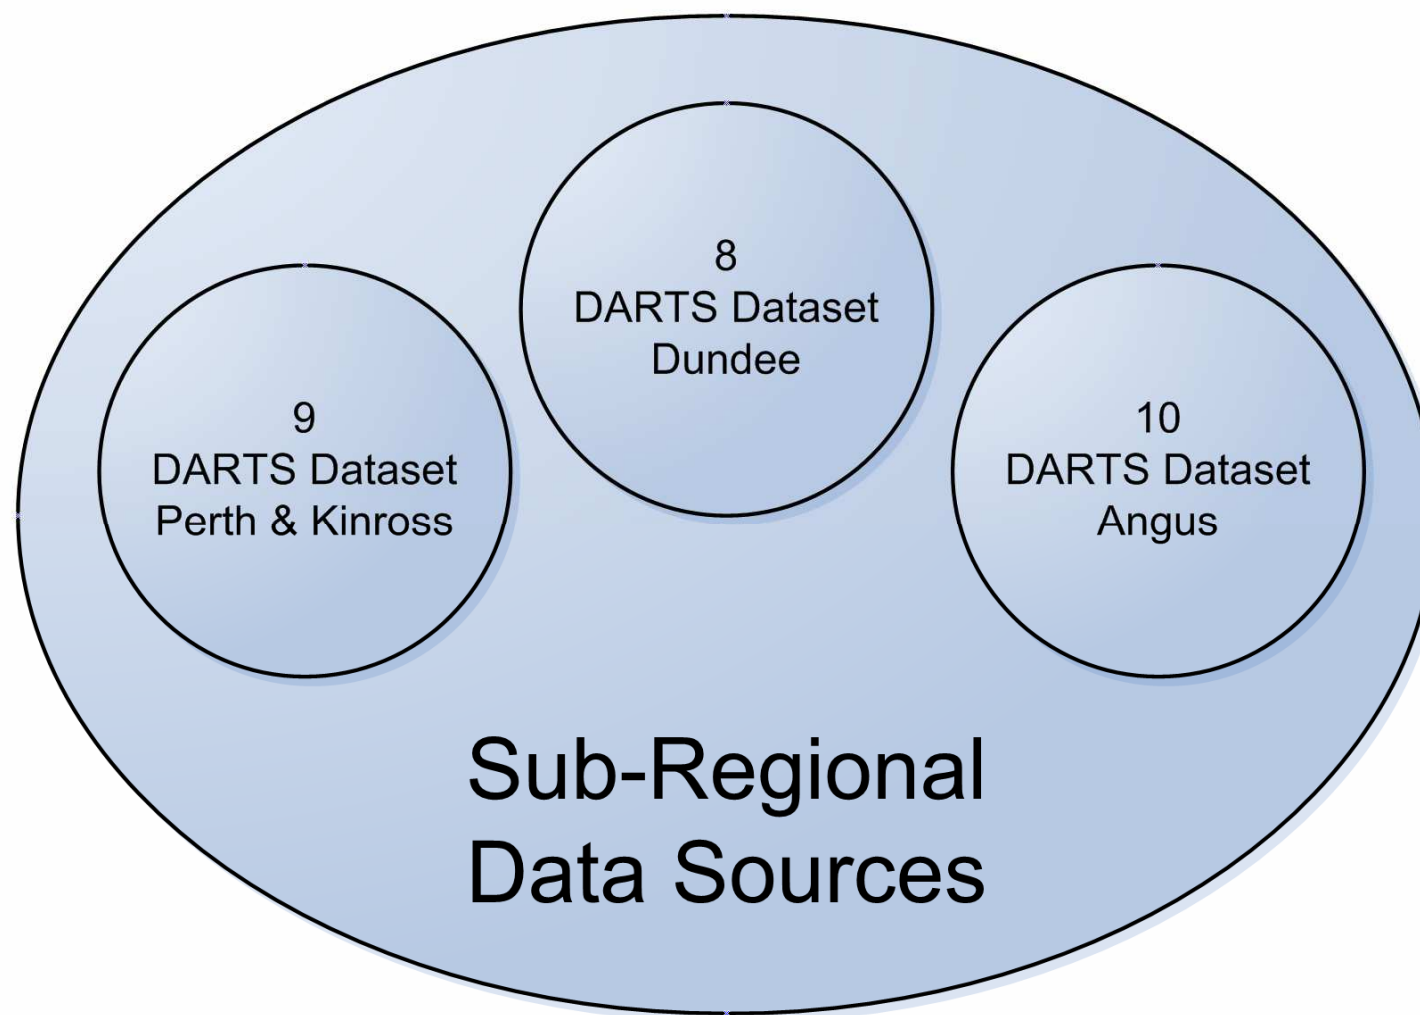 8
DARTS Dataset
Dundee
9
DARTS Dataset
Perth & Kinross
10
DARTS Dataset
Angus
Sub-Regional
Data Sources